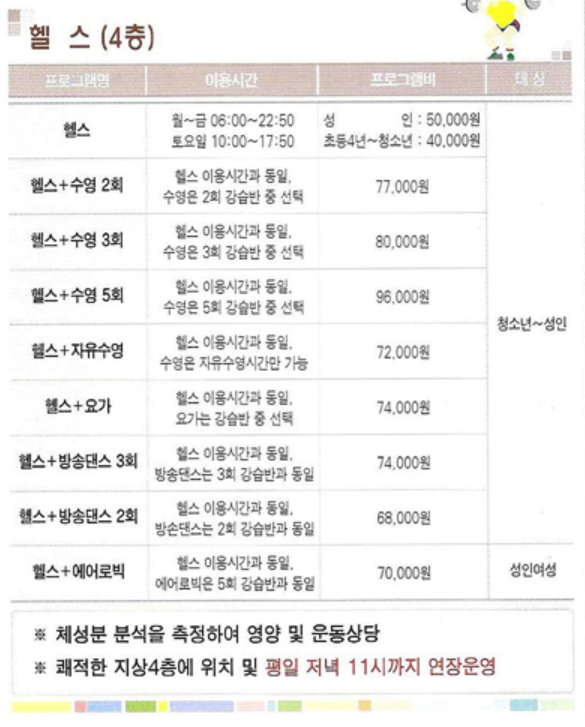 헬 스 (4층)
프로그램명 이용시간 프로그램비 대 상
헬스
월~금 06:00~22:50
토요일 10:00~17:50
성 인 : 50,000원
초등4년~청소년 : 40,000원
헬스+수영 2회
헬스 이용시간과 동일,
수영은 2회 강습반 중 선택
77,000원
헬스+수영 3회
헬스 이용시간과 동일,
수영은 3회 강습반 중 선택
80,000원
헬스+수영 5회
헬스 이용시간과 동일,
수영은 5회 강습반 중 선택
96,000원
헬스+자유수영
헬스 이용시간과 동일,
수영은 자유수영시간만 가능
72,000원
헬스+요가
헬스 이용시간과 동일,
요가는 강습반 중 선택
74,000원
헬스+방송댄스 3회
헬스 이용시간과 동일,
방송댄스는 3회 강습반과 동일
74,000원
헬스+방송댄스 2회
헬스 이용시간과 동일,
방손댄스는 2회 강습반과 동일
68,000원
청소년~성인
헬스+에어로빅
헬스 이용시간과 동일,
에어로빅은 5회 강습반과 동일
70,000원
성인여성
※ 체성분 분석을 측정하여 영양 및 운동상담
※ 쾌적한 지상4층에 위치 및 평일 저녁 11시까지 연장운영